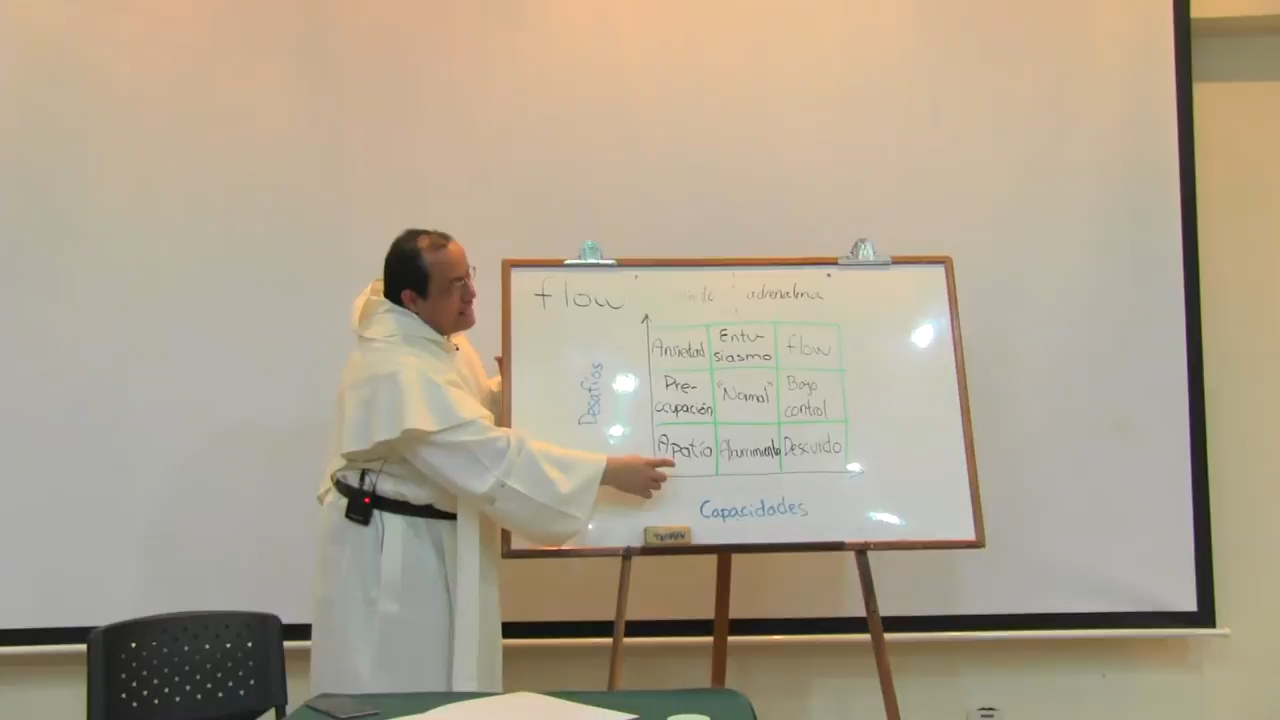 flow
adrenalina
Desafíos
Ansiedad
Entu-
siasmo
flow
Pre-
ocupación
"Normal"
Bajo
control
Apatía
Aburrimiento
Descuido
Capacidades